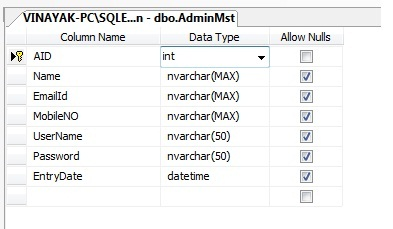 VINAYAK-PC\SQLE...n - dbo.AdminMst
Column Name Data Type Allow Nulls
AID int
Name nvarchar(MAX)
EmailId nvarchar(MAX)
MobileNO nvarchar(MAX)
UserName nvarchar(50)
Password nvarchar(50)
EntryDate datetime